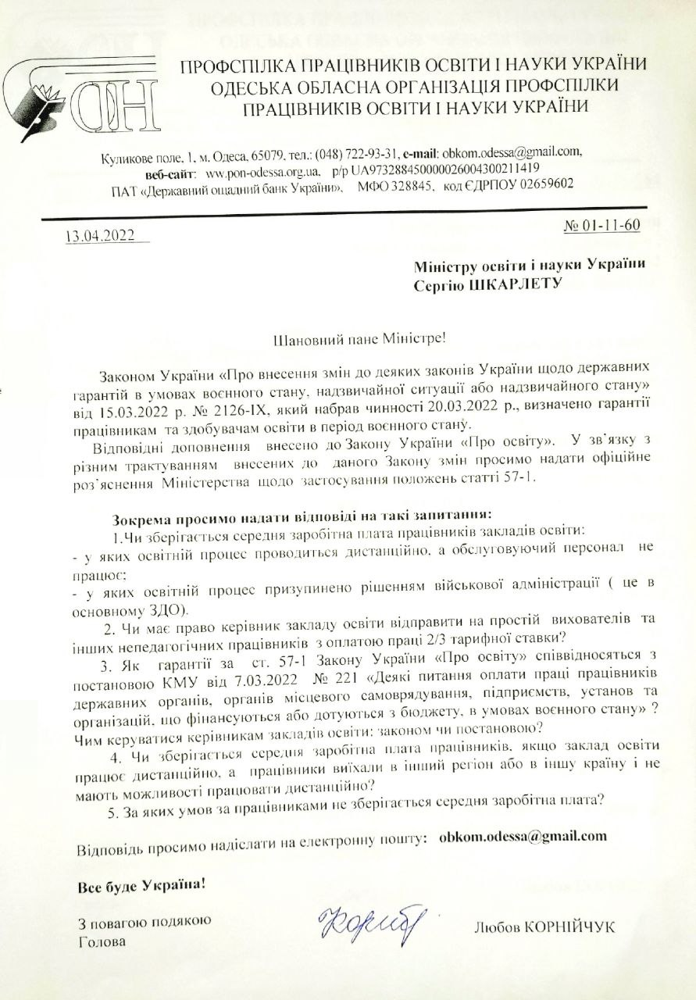 ПРОФСПІЛКА ПРАЦІВНИКІВ ОСВІТИ І НАУКИ УКРАЇНИ
ОДЕСЬКА ОБЛАСНА ОРГАНІЗАЦІЯ ПРОФСПІЛКИ
ПРАЦІВНИКІВ ОСВІТИ І НАУКИ УКРАЇНИ
Куликове поле, 1, м. Одеса, 65079, тел.: (048) 722-93-31, e-mail: obkom.odessa@gmail.com,
веб-сайт: ww.pon-odessa.org.ua, р/р UA973288450000026004300211419
ПАТ «Державний ощадний банк України», МФО 328845, код ЄДРПОУ 02659602
13.04.2022
№ 01-11-60
Міністру освіти і науки України
Сергію ШКАРЛЕТУ
Шановний пане Міністре!
Законом України «Про внесення змін до деяких законів України щодо державних
гарантій в умовах воєнного стану, надзвичайної ситуації або надзвичайного стану»
від 15.03.2022 р. № 2126-IX, який набрав чинності 20.03.2022 р., визначено гарантії
працівникам та здобувачам освіти в період воєнного стану.
Відповідні доповнення внесено до Закону України «Про освіту». У зв'язку з
різним трактуванням внесених до даного Закону змін просимо надати офіційне
роз'яснення Міністерства щодо застосування положень статті 57-1.
Зокрема просимо надати відповіді на такі запитання:
1.Чи зберігається середня заробітна плата працівників закладів освіти:
- у яких освітній процес проводиться дистанційно, а обслуговуючий персонал не
працює;
- у яких освітній процес призупинено рішенням військової адміністрації ( це в
основному ЗДО).
2. Чи має право керівник закладу освіти відправити на простій вихователів та
інших непедагогічних працівників з оплатою праці 2/3 тарифної ставки?
3. Як гарантії за ст. 57-1 Закону України «Про освіту» співвідносяться з
постановою КМУ від 7.03.2022 № 221 «Деякі питання оплати праці працівників
державних органів, органів місцевого самоврядування, підприємств, установ та
організацій, що фінансуються або дотуються з бюджету, в умовах воєнного стану» ?
Чим керуватися керівникам закладів освіти: законом чи постановою?
4. Чи зберігається середня заробітна плата працівників, якщо заклад освіти
працює дистанційно, а працівники виїхали в інший регіон або в іншу країну і не
мають можливості працювати дистанційно?
5. За яких умов за працівниками не зберігається середня заробітна плата?
Відповідь просимо надіслати на електронну пошту: obkom.odessa@gmail.com
Все буде Україна!
З повагою подякою
Голова
Любов КОРНІЙЧУК